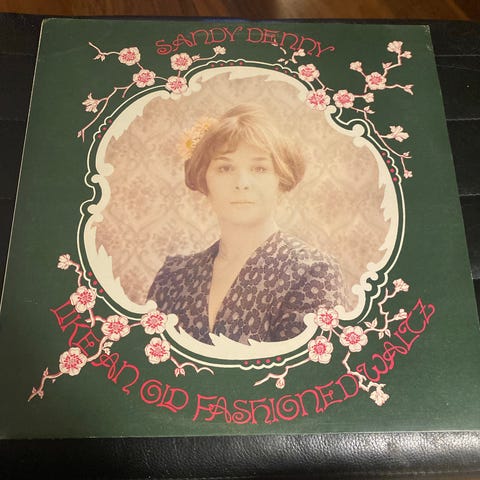 SANDY DENNY
LIKE AN OLD FASHIONED WALTZ